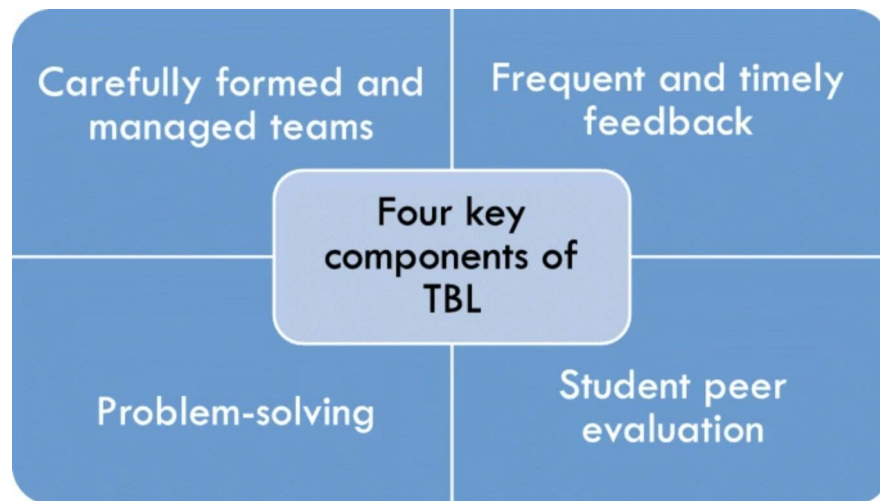 Carefully formed and
managed teams
Frequent and timely
feedback
Four key
components of
TBL
Problem-solving
Student peer
evaluation